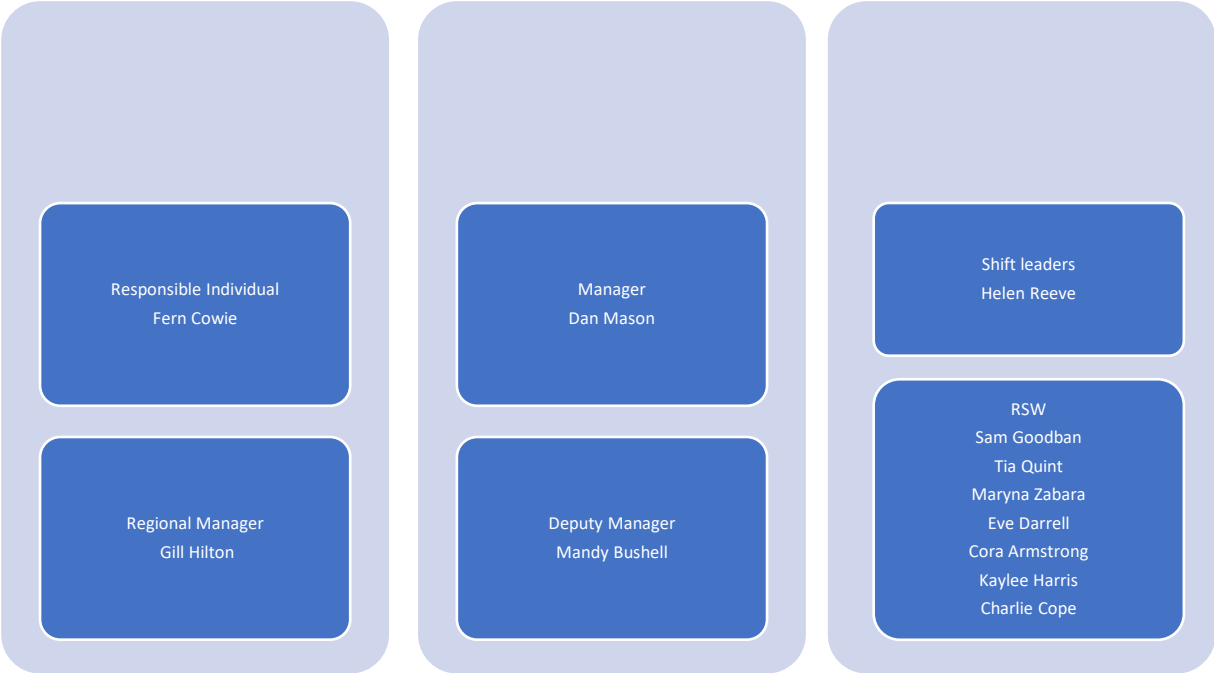 Responsible Individual
Fern Cowie
Regional Manager
Gill Hilton
Manager
Dan Mason
Deputy Manager
Mandy Bushell
Shift leaders
Helen Reeve
RSW
Sam Goodban
Tia Quint
Maryna Zabara
Eve Darrell
Cora Armstrong
Kaylee Harris
Charlie Cope